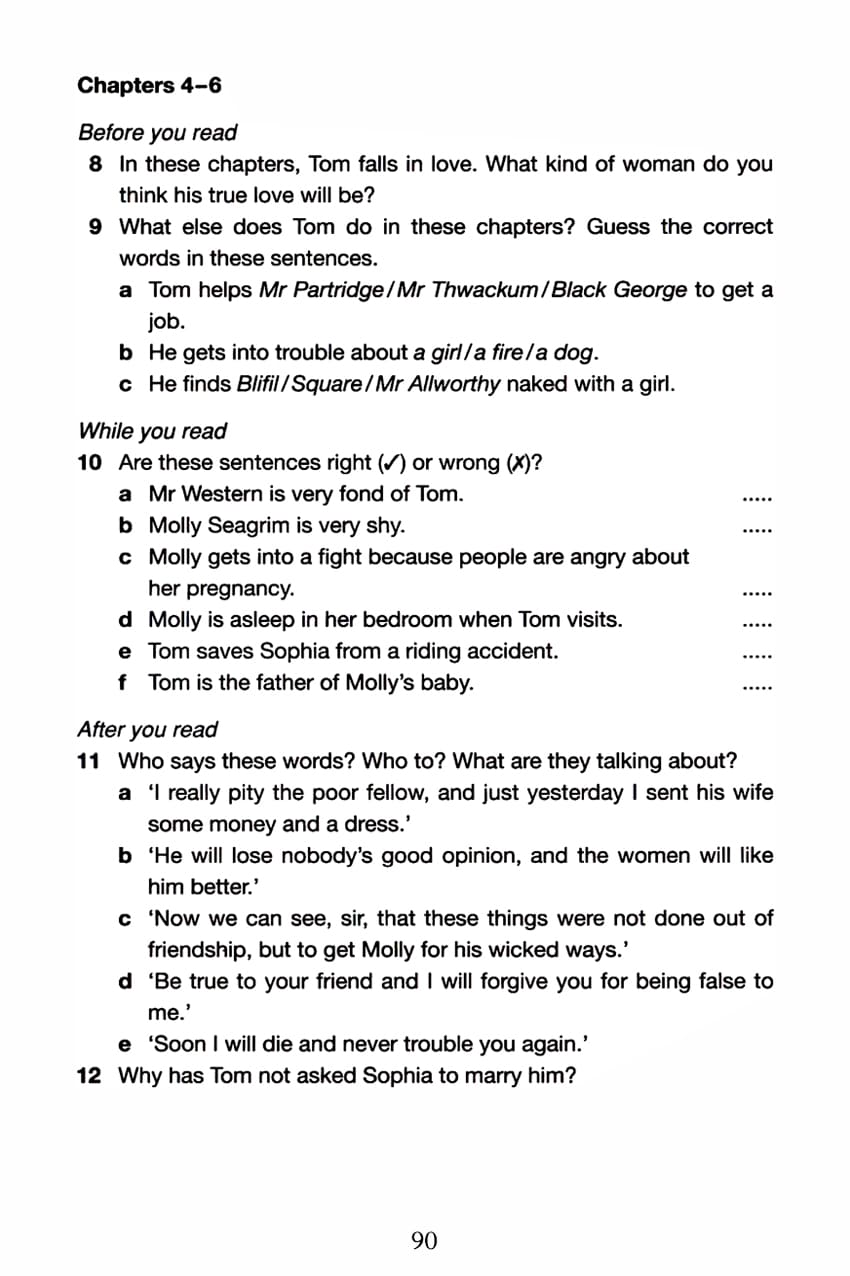 Chapters 4–6
Before you read
8 In these chapters, Tom falls in love. What kind of woman do you
think his true love will be?
9 What else does Tom do in these chapters? Guess the correct
words in these sentences.
a Tom helps Mr Partridge/Mr Thwackum/Black George to get a
job.
b He gets into trouble about a girl/a fire/a dog.
c He finds Blifil/Square/Mr Allworthy naked with a girl.
While you read
10 Are these sentences right (✓) or wrong (✗)?
a Mr Western is very fond of Tom. .....
b Molly Seagrim is very shy. .....
c Molly gets into a fight because people are angry about
her pregnancy. .....
d Molly is asleep in her bedroom when Tom visits. .....
e Tom saves Sophia from a riding accident. .....
f Tom is the father of Molly’s baby. .....
After you read
11 Who says these words? Who to? What are they talking about?
a ‘I really pity the poor fellow, and just yesterday I sent his wife
some money and a dress.’
b ‘He will lose nobody’s good opinion, and the women will like
him better.’
c ‘Now we can see, sir, that these things were not done out of
friendship, but to get Molly for his wicked ways.’
d ‘Be true to your friend and I will forgive you for being false to
me.’
e ‘Soon I will die and never trouble you again.’
12 Why has Tom not asked Sophia to marry him?
90